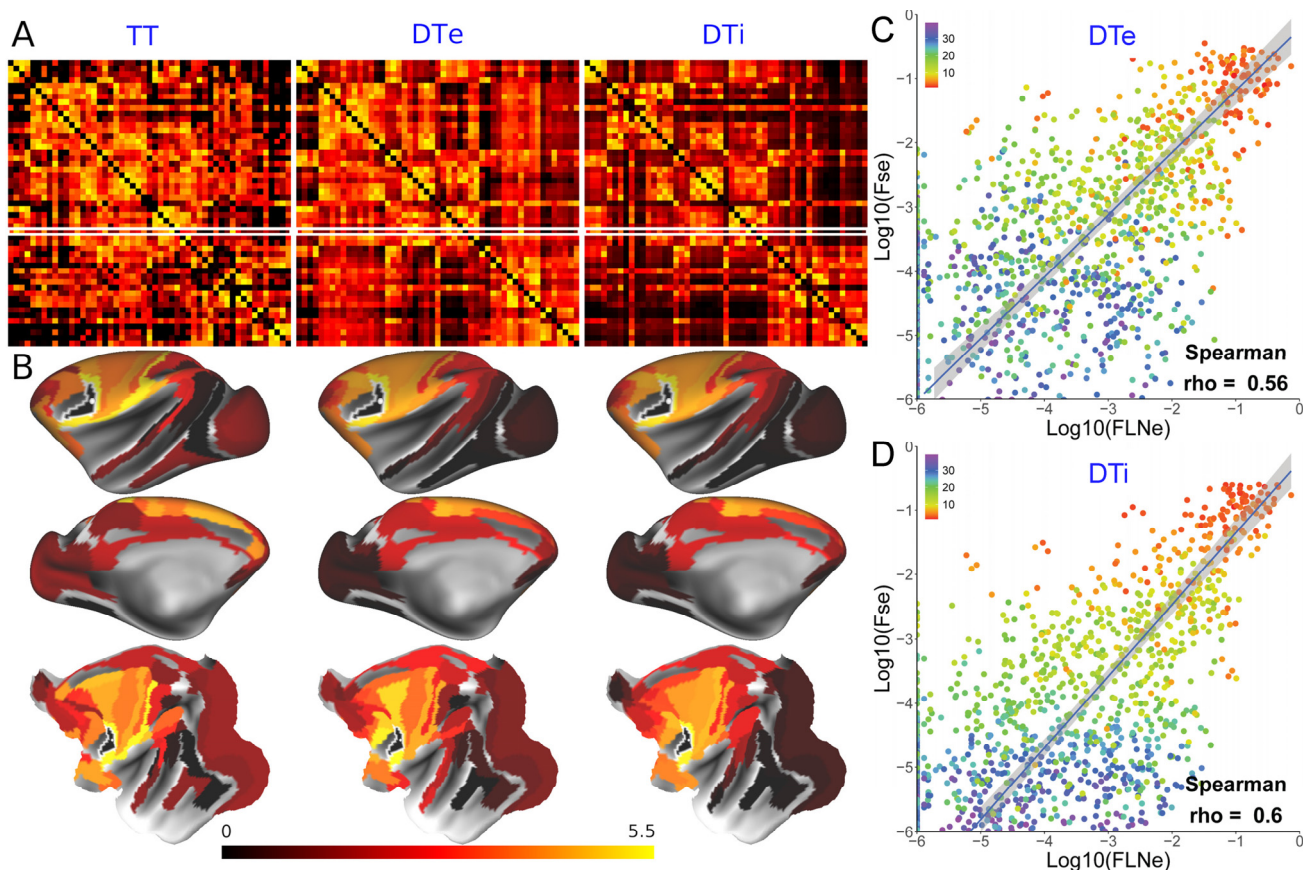 A
TT
DTe
DTi
B
0
5.5
C
DTe
30
20
10
0
−1
−2
−3
−4
−5
−6
Log10(Fse)
Spearman
rho = 0.56
−6
−5
−4
−3
−2
−1
0
Log10(FLNe)
D
DTi
30
20
10
0
−1
−2
−3
−4
−5
−6
Log10(Fse)
Spearman
rho = 0.6
−6
−5
−4
−3
−2
−1
0
Log10(FLNe)